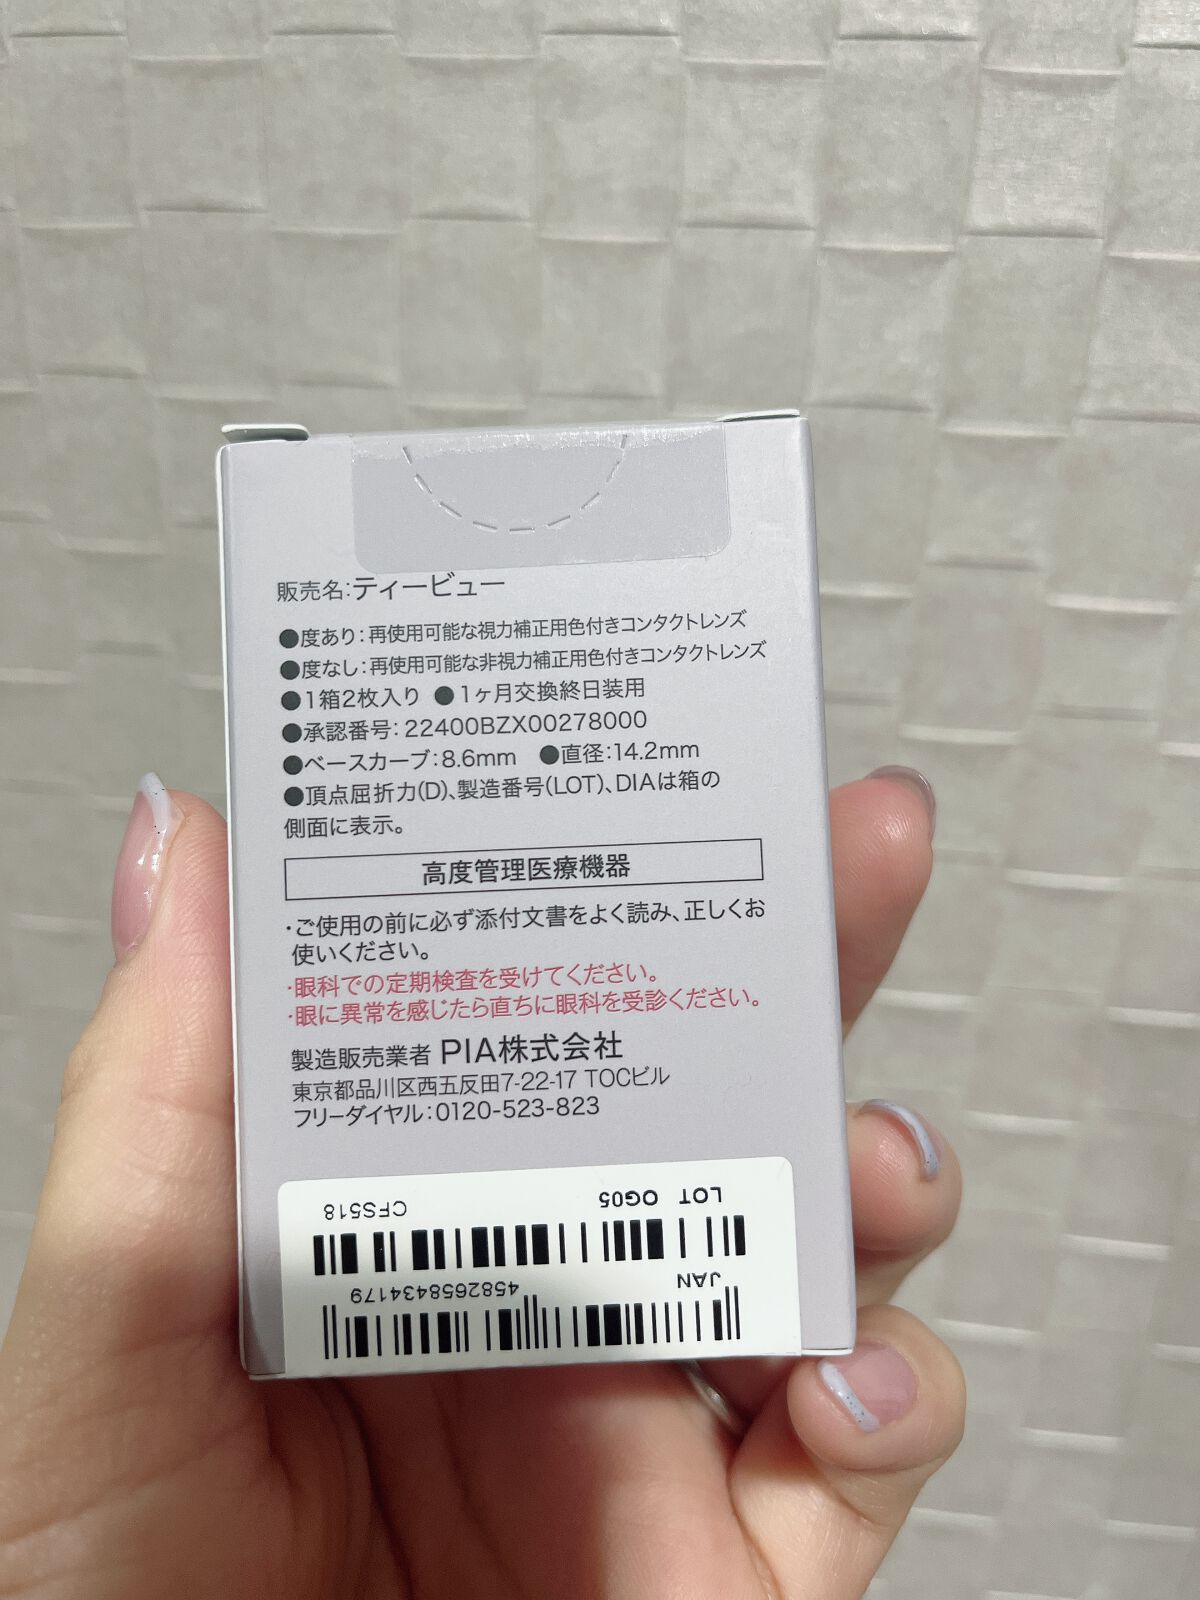 販売名:ティービュー
●度あり:再使用可能な視力補正用色付きコンタクトレンズ
●度なし:再使用可能な非視力補正用色付きコンタクトレンズ
●1箱2枚入り ●1ヶ月交換終日装用
●承認番号:22400BZX00278000
●ベースカーブ:8.6mm ●直径:14.2mm
●頂点屈折力(D)、製造番号(LOT)、DIAは箱の
側面に表示。
高度管理医療機器
・ご使用の前に必ず添付文書をよく読み、正しくお
使いください。
・眼科での定期検査を受けてください。
・眼に異常を感じたら直ちに眼科を受診ください。
製造販売業者 PIA株式会社
東京都品川区西五反田7-22-17 TOCビル
フリーダイヤル:0120-523-823
LOT OG05 CFS518
JAN 4582658434179